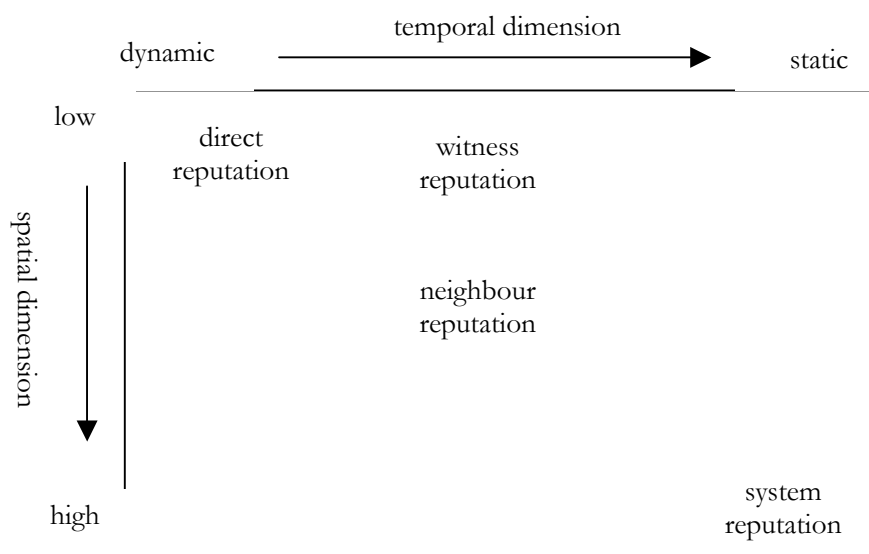 temporal dimension
dynamic
static
low
direct
reputation
witness
reputation
spatial dimension
neighbour
reputation
high
system
reputation